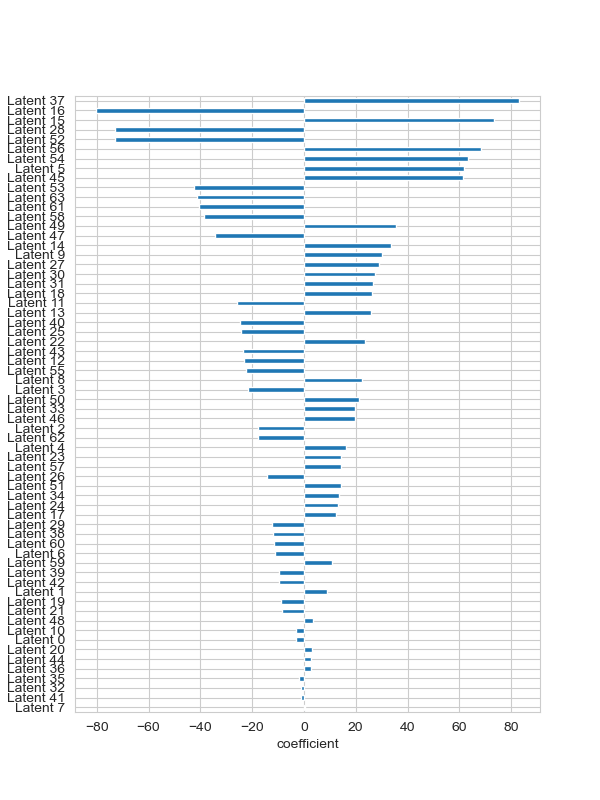 Latent 37
Latent 16
Latent 15
Latent 28
Latent 52
Latent 56
Latent 54
Latent 5
Latent 45
Latent 53
Latent 63
Latent 61
Latent 58
Latent 49
Latent 47
Latent 14
Latent 9
Latent 27
Latent 30
Latent 31
Latent 18
Latent 11
Latent 13
Latent 40
Latent 25
Latent 22
Latent 43
Latent 12
Latent 55
Latent 8
Latent 3
Latent 50
Latent 33
Latent 46
Latent 2
Latent 62
Latent 4
Latent 23
Latent 57
Latent 26
Latent 51
Latent 34
Latent 24
Latent 17
Latent 29
Latent 38
Latent 60
Latent 6
Latent 59
Latent 39
Latent 42
Latent 1
Latent 19
Latent 21
Latent 48
Latent 10
Latent 0
Latent 20
Latent 44
Latent 36
Latent 35
Latent 32
Latent 41
Latent 7
−80 −60 −40 −20 0 20 40 60 80
coefficient